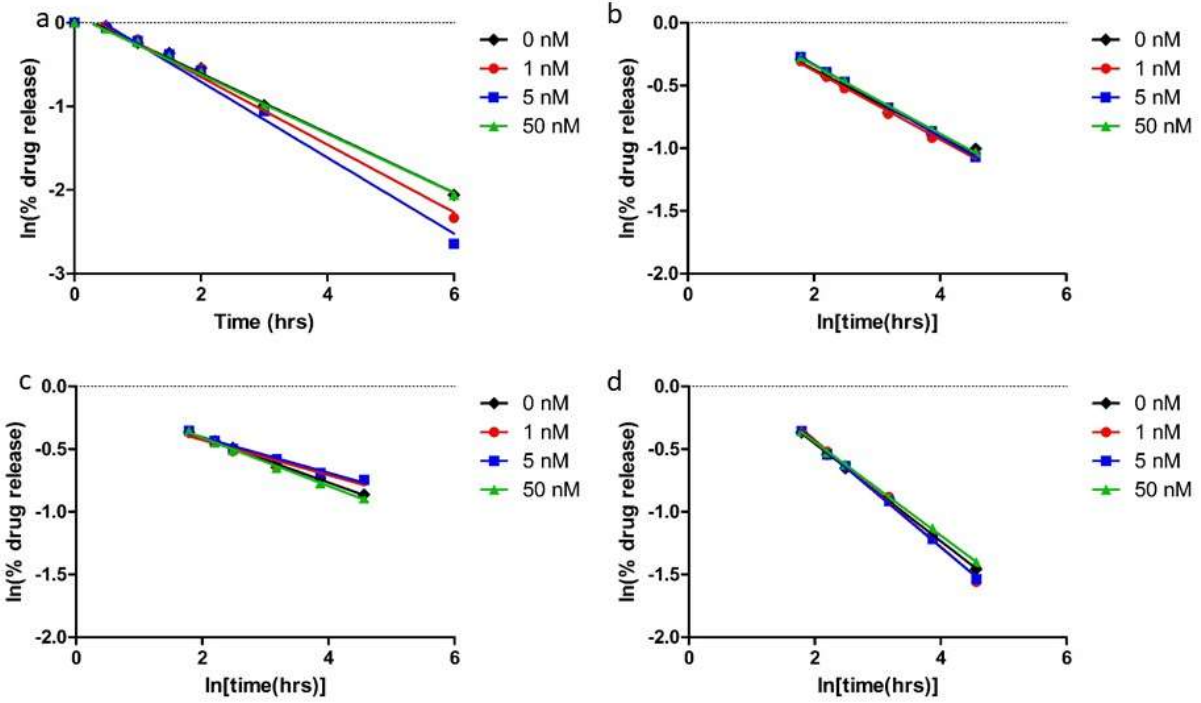 a
0
-1
-2
-3
0 2 4 6
ln(% drug release)
Time (hrs)
0 nM
1 nM
5 nM
50 nM
b
0.0
-0.5
-1.0
-1.5
-2.0
0 2 4 6
ln(% drug release)
ln[time(hrs)]
0 nM
1 nM
5 nM
50 nM
c
0.0
-0.5
-1.0
-1.5
-2.0
0 2 4 6
ln(% drug release)
ln[time(hrs)]
0 nM
1 nM
5 nM
50 nM
d
0.0
-0.5
-1.0
-1.5
-2.0
0 2 4 6
ln(% drug release)
ln[time(hrs)]
0 nM
1 nM
5 nM
50 nM